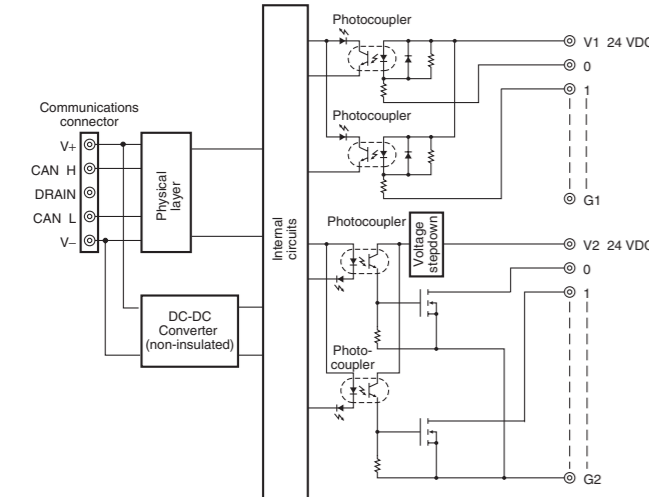 Photocoupler
V1 24 VDC
0
Photocoupler
1
G1
Communications
connector
V+
CAN H
DRAIN
CAN L
V–
Physical
layer
Internal
circuits
DC-DC
Converter
(non-insulated)
Photocoupler
Voltage
stepdown
V2 24 VDC
0
1
Photo-
coupler
G2